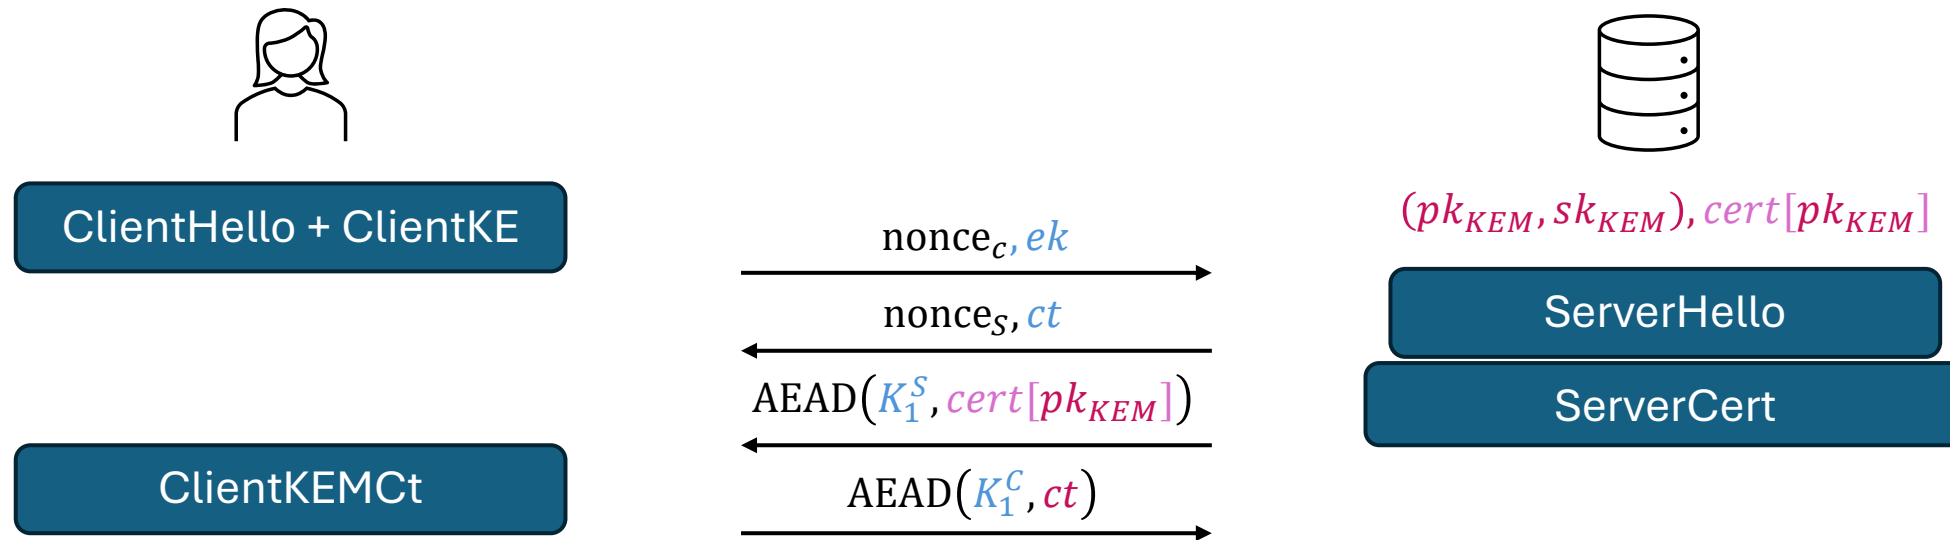 ClientHello + ClientKE
(pk_KEM, sk_KEM), cert[pk_KEM]
nonce_c, ek
ServerHello
nonce_S, ct
ServerCert
AEAD(K_1^S, cert[pk_KEM])
ClientKEMCt
AEAD(K_1^C, ct)